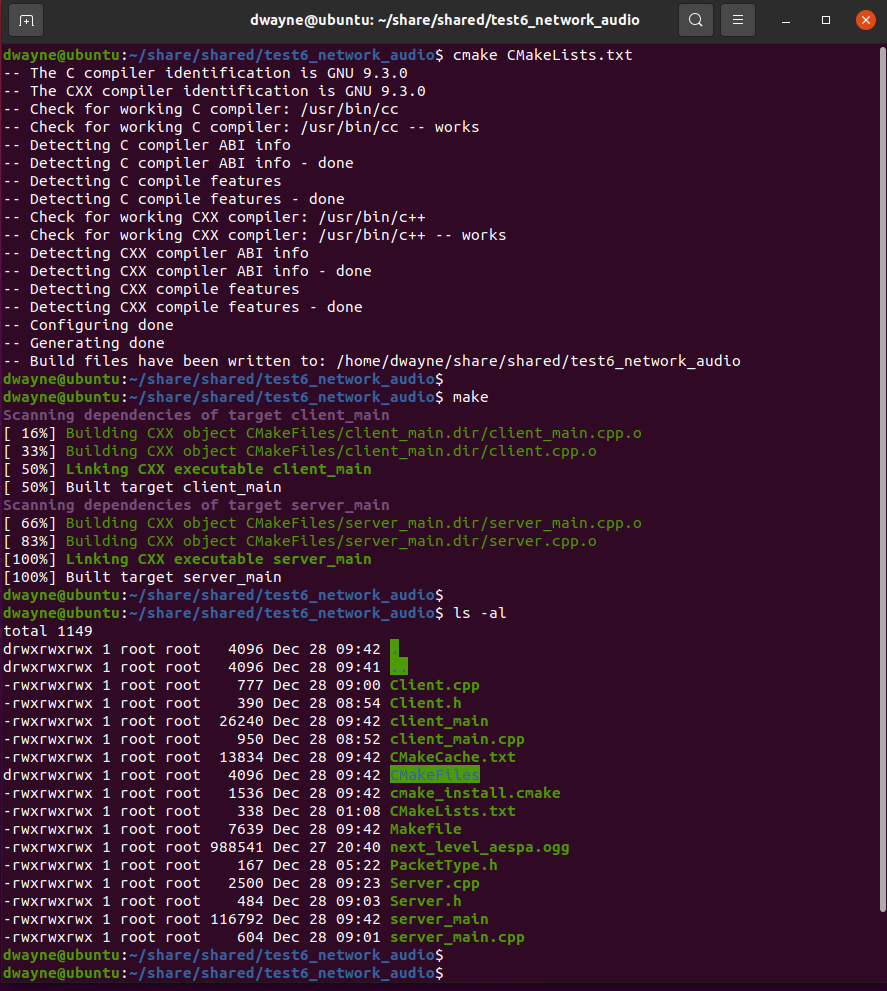 dwayne@ubuntu: ~/share/shared/test6_network_audio
dwayne@ubuntu:~/share/shared/test6_network_audio$ cmake CMakeLists.txt
-- The C compiler identification is GNU 9.3.0
-- The CXX compiler identification is GNU 9.3.0
-- Check for working C compiler: /usr/bin/cc
-- Check for working C compiler: /usr/bin/cc -- works
-- Detecting C compiler ABI info
-- Detecting C compiler ABI info - done
-- Detecting C compile features
-- Detecting C compile features - done
-- Check for working CXX compiler: /usr/bin/c++
-- Check for working CXX compiler: /usr/bin/c++ -- works
-- Detecting CXX compiler ABI info
-- Detecting CXX compiler ABI info - done
-- Detecting CXX compile features
-- Detecting CXX compile features - done
-- Configuring done
-- Generating done
-- Build files have been written to: /home/dwayne/share/shared/test6_network_audio
dwayne@ubuntu:~/share/shared/test6_network_audio$
dwayne@ubuntu:~/share/shared/test6_network_audio$ make
Scanning dependencies of target client_main
[ 16%] Building CXX object CMakeFiles/client_main.dir/client_main.cpp.o
[ 33%] Building CXX object CMakeFiles/client_main.dir/client.cpp.o
[ 50%] Linking CXX executable client_main
[ 50%] Built target client_main
Scanning dependencies of target server_main
[ 66%] Building CXX object CMakeFiles/server_main.dir/server_main.cpp.o
[ 83%] Building CXX object CMakeFiles/server_main.dir/server.cpp.o
[100%] Linking CXX executable server_main
[100%] Built target server_main
dwayne@ubuntu:~/share/shared/test6_network_audio$
dwayne@ubuntu:~/share/shared/test6_network_audio$ ls -al
total 1149
drwxrwxrwx 1 root root   4096 Dec 28 09:42 .
drwxrwxrwx 1 root root   4096 Dec 28 09:41 ..
-rwxrwxrwx 1 root root    777 Dec 28 09:00 Client.cpp
-rwxrwxrwx 1 root root    390 Dec 28 08:54 Client.h
-rwxrwxrwx 1 root root  26240 Dec 28 09:42 client_main
-rwxrwxrwx 1 root root    950 Dec 28 08:52 client_main.cpp
-rwxrwxrwx 1 root root  13834 Dec 28 09:42 CMakeCache.txt
drwxrwxrwx 1 root root   4096 Dec 28 09:42 CMakeFiles
-rwxrwxrwx 1 root root   1536 Dec 28 09:42 cmake_install.cmake
-rwxrwxrwx 1 root root    338 Dec 28 01:08 CMakeLists.txt
-rwxrwxrwx 1 root root   7639 Dec 28 09:42 Makefile
-rwxrwxrwx 1 root root 988541 Dec 27 20:40 next_level_aespa.ogg
-rwxrwxrwx 1 root root    167 Dec 28 05:22 PacketType.h
-rwxrwxrwx 1 root root   2500 Dec 28 09:23 Server.cpp
-rwxrwxrwx 1 root root    484 Dec 28 09:03 Server.h
-rwxrwxrwx 1 root root 116792 Dec 28 09:42 server_main
-rwxrwxrwx 1 root root    604 Dec 28 09:01 server_main.cpp
dwayne@ubuntu:~/share/shared/test6_network_audio$
dwayne@ubuntu:~/share/shared/test6_network_audio$